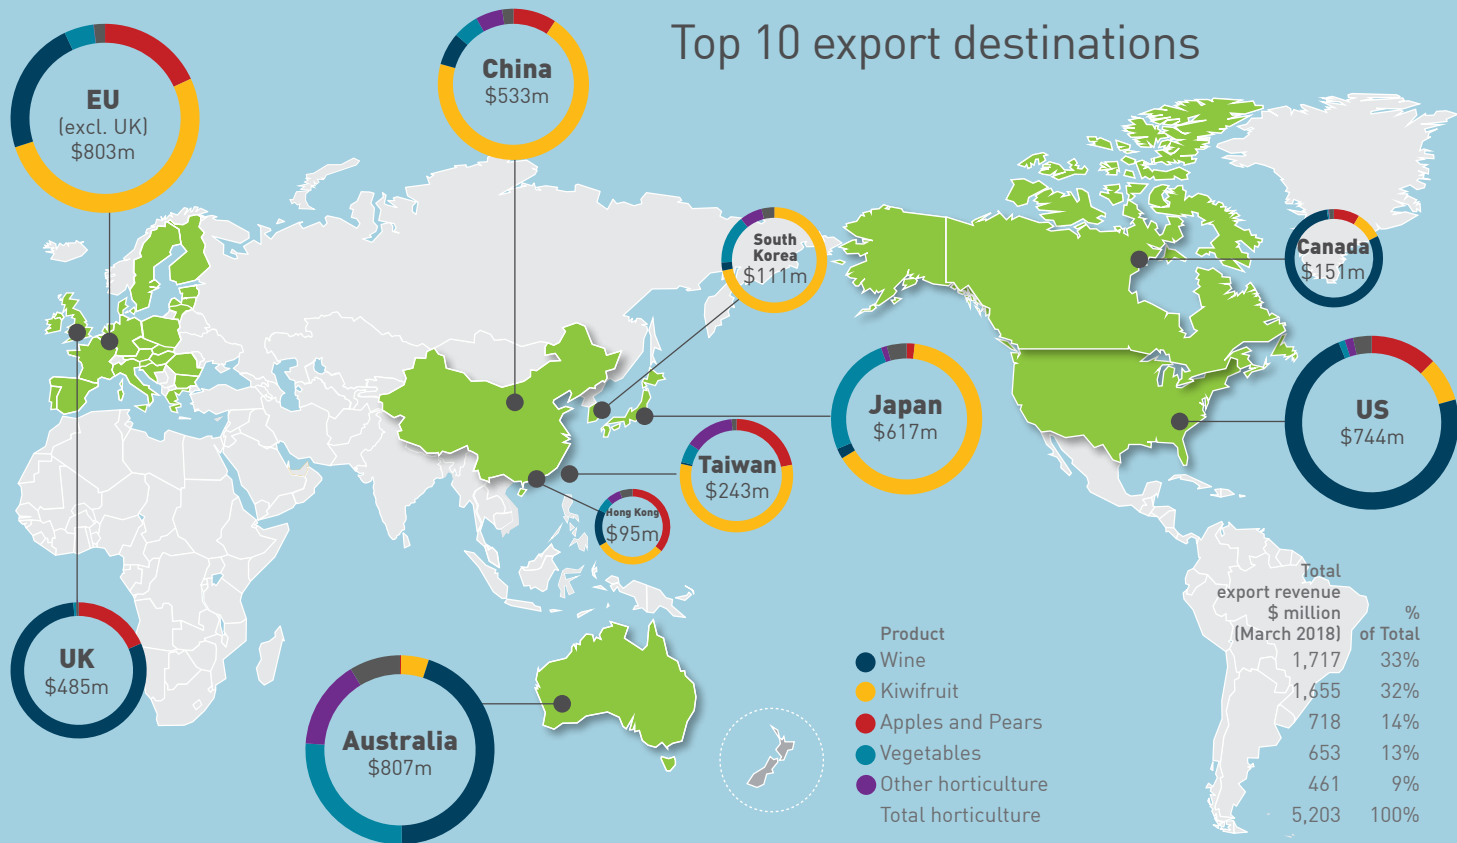 Top 10 export destinations
EU
(excl. UK)
$803m
China
$533m
South
Korea
$111m
Canada
$151m
Japan
$617m
US
$744m
Taiwan
$243m
Hong Kong
$95m
UK
$485m
Australia
$807m
Total
export revenue
$ million %
Product (March 2018) of Total
Wine 1,717 33%
Kiwifruit 1,655 32%
Apples and Pears 718 14%
Vegetables 653 13%
Other horticulture 461 9%
Total horticulture 5,203 100%